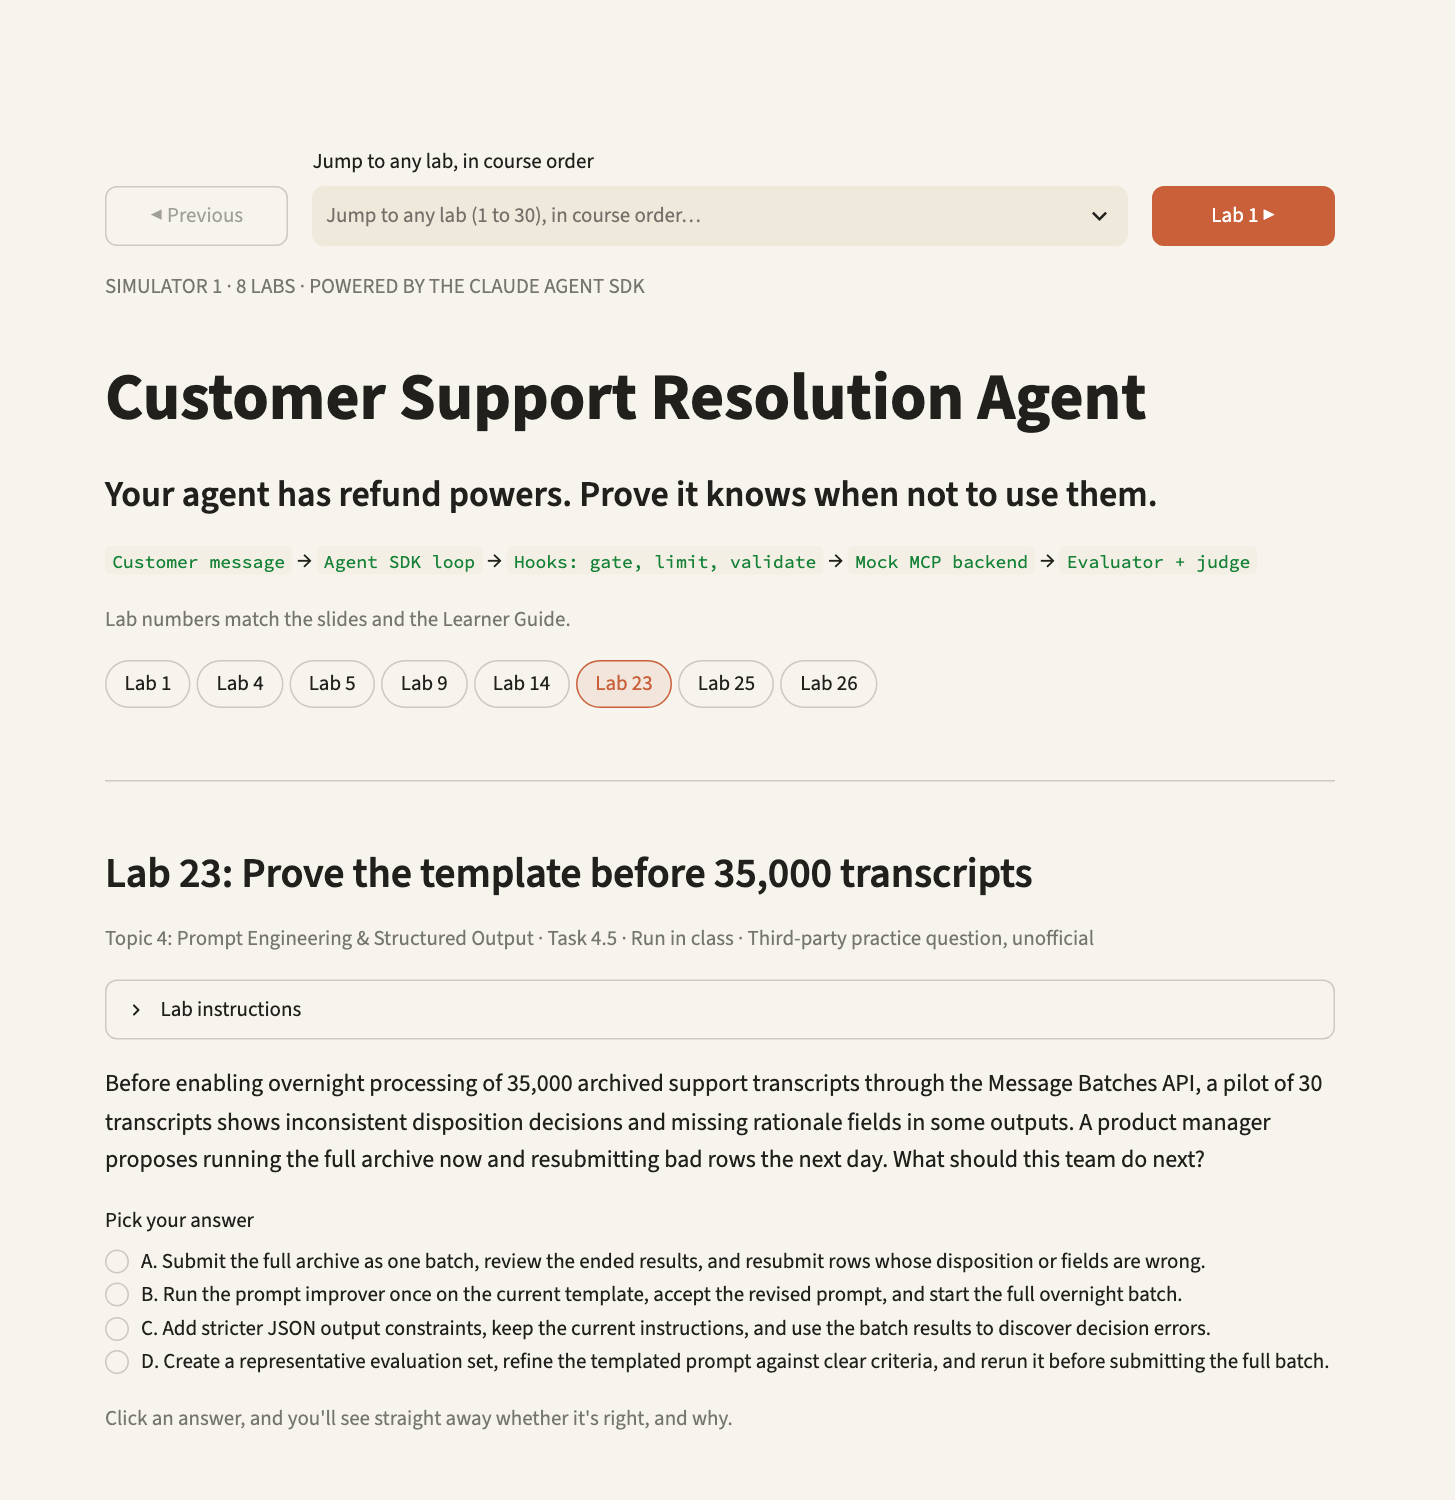 Jump to any lab, in course order
◀ Previous
Jump to any lab (1 to 30), in course order…
Lab 1 ▶
SIMULATOR 1 · 8 LABS · POWERED BY THE CLAUDE AGENT SDK
Customer Support Resolution Agent
Your agent has refund powers. Prove it knows when not to use them.
Customer message → Agent SDK loop → Hooks: gate, limit, validate → Mock MCP backend → Evaluator + judge
Lab numbers match the slides and the Learner Guide.
Lab 1 Lab 4 Lab 5 Lab 9 Lab 14 Lab 23 Lab 25 Lab 26
Lab 23: Prove the template before 35,000 transcripts
Topic 4: Prompt Engineering & Structured Output · Task 4.5 · Run in class · Third-party practice question, unofficial
Lab instructions
Before enabling overnight processing of 35,000 archived support transcripts through the Message Batches API, a pilot of 30
transcripts shows inconsistent disposition decisions and missing rationale fields in some outputs. A product manager
proposes running the full archive now and resubmitting bad rows the next day. What should this team do next?
Pick your answer
A. Submit the full archive as one batch, review the ended results, and resubmit rows whose disposition or fields are wrong.
B. Run the prompt improver once on the current template, accept the revised prompt, and start the full overnight batch.
C. Add stricter JSON output constraints, keep the current instructions, and use the batch results to discover decision errors.
D. Create a representative evaluation set, refine the templated prompt against clear criteria, and rerun it before submitting the full batch.
Click an answer, and you'll see straight away whether it's right, and why.